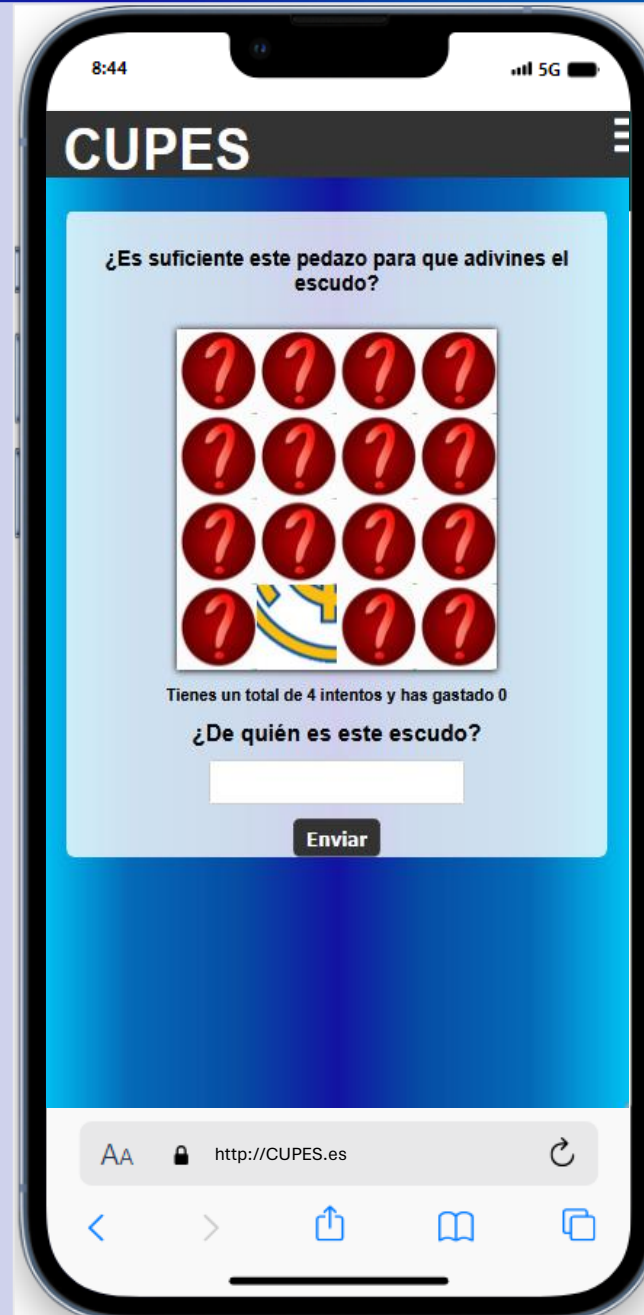 8:44
5G
CUPES
¿Es suficiente este pedazo para que adivines el
escudo?
? ? ? ?
? ? ? ?
? ? ? ?
? ? ?
Tienes un total de 4 intentos y has gastado 0
¿De quién es este escudo?
Enviar
AA http://CUPES.es